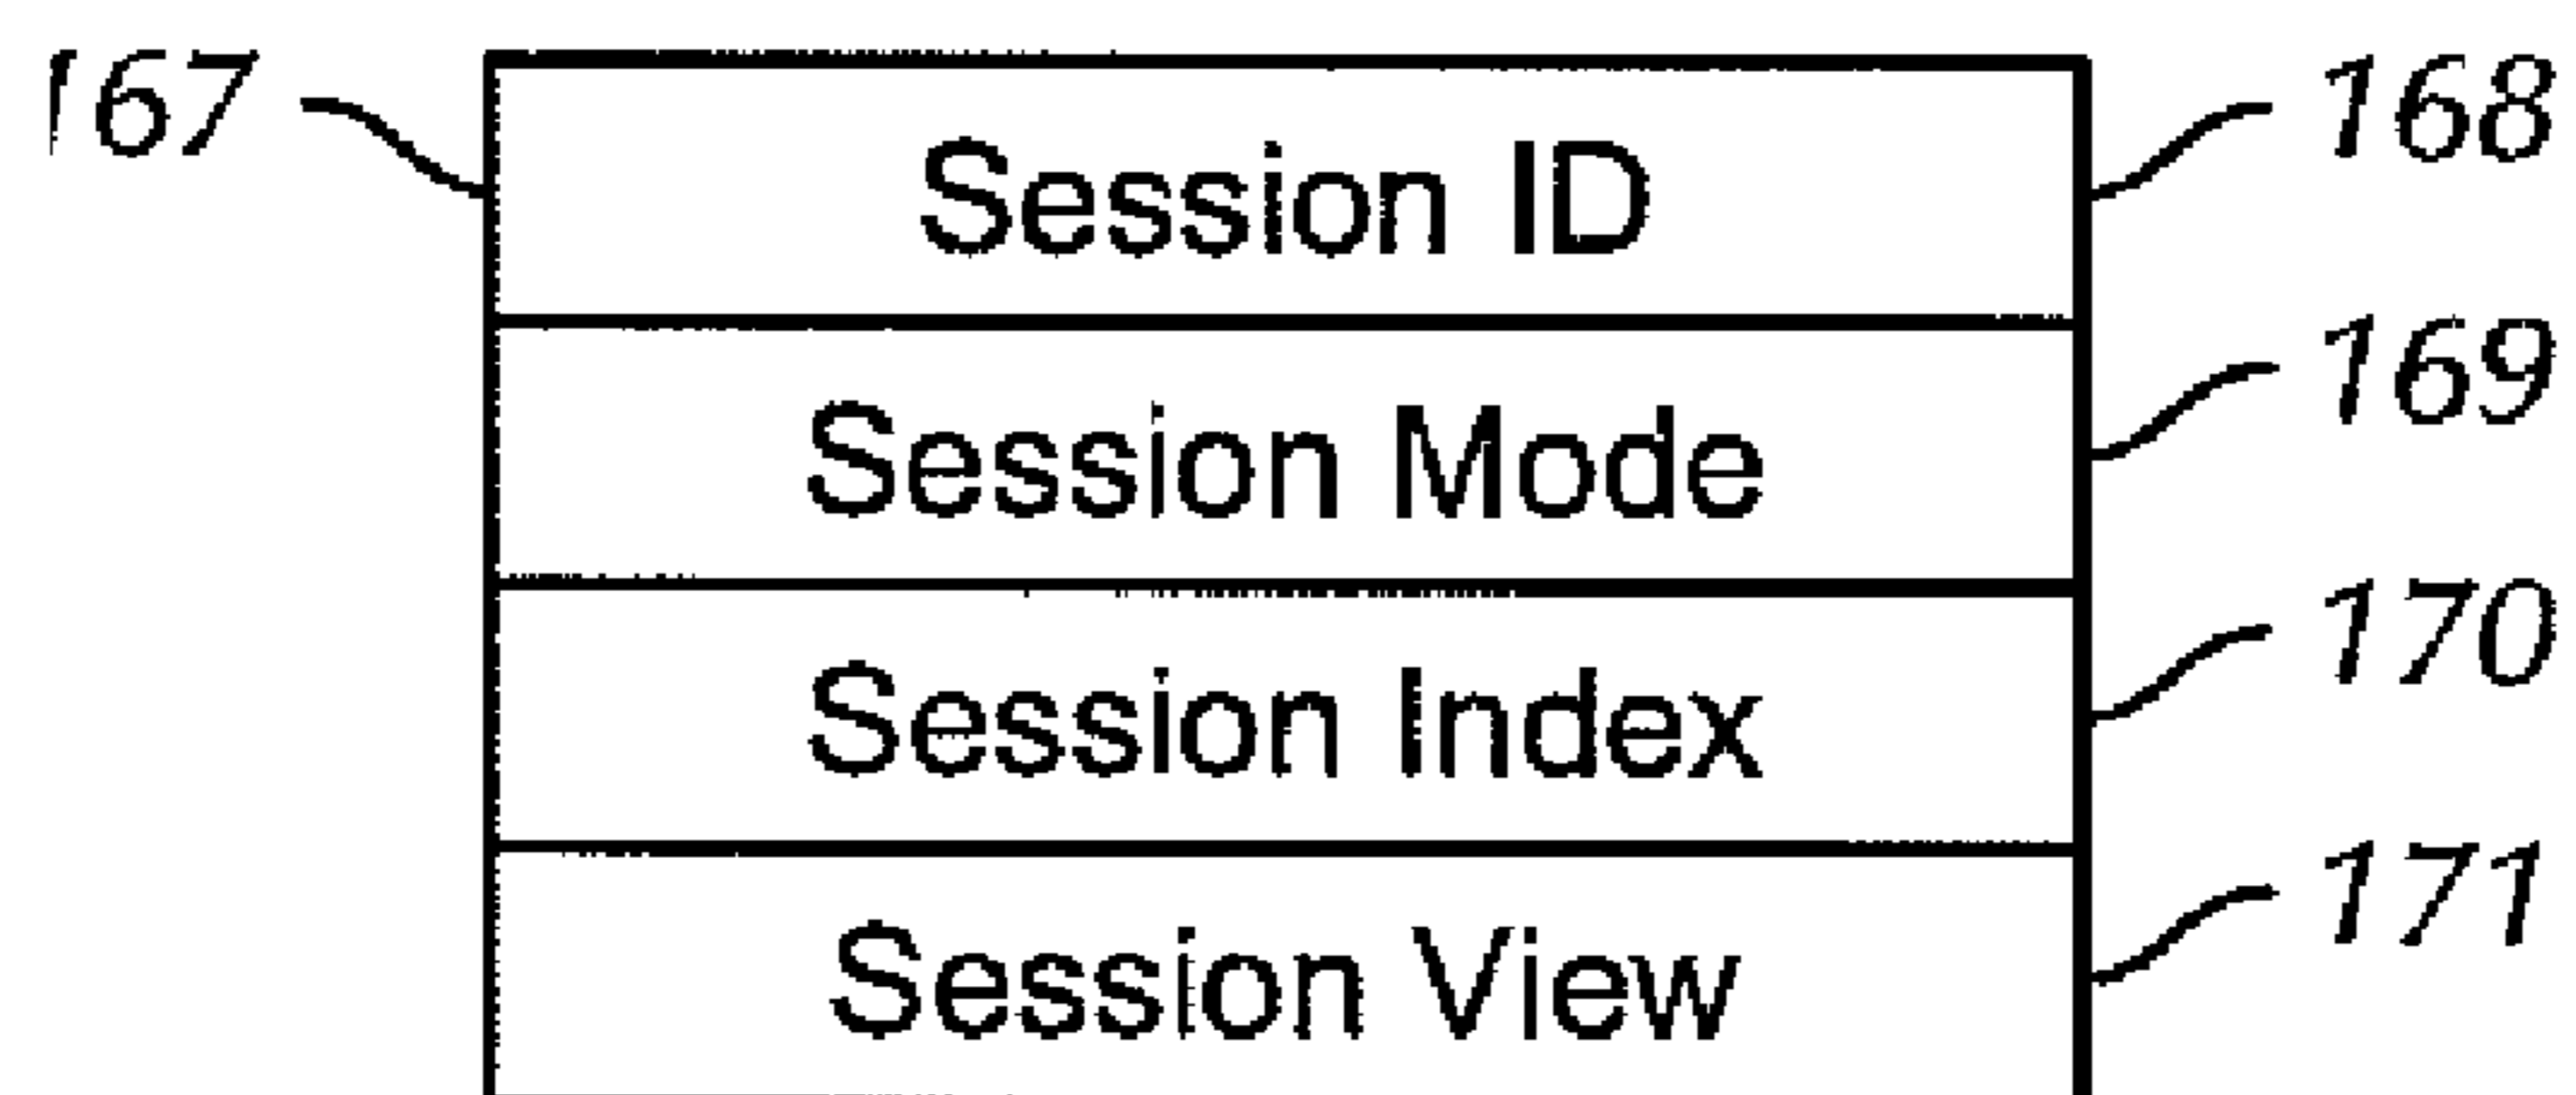 167 Session ID 168
Session Mode 169
Session Index 170
Session View 171